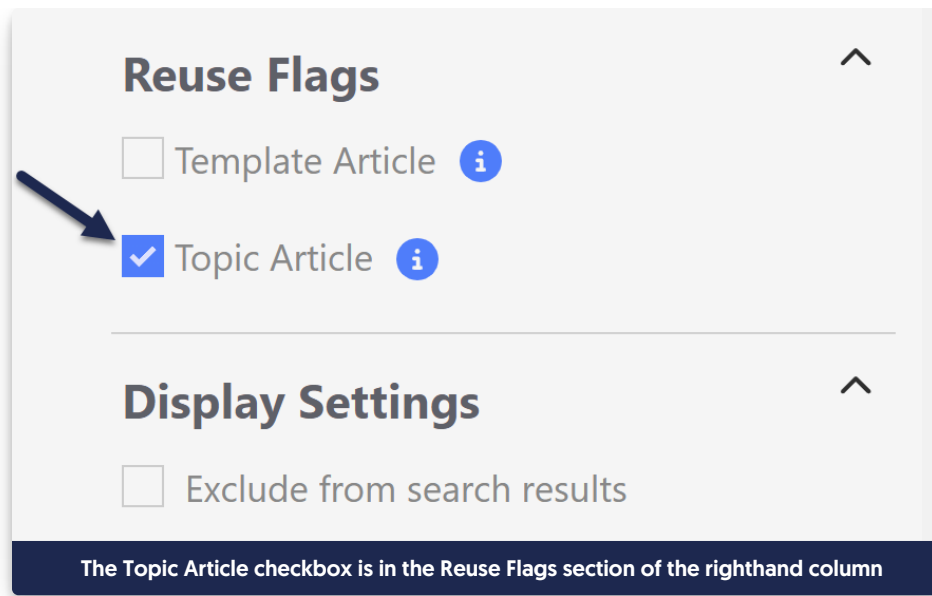 Reuse Flags
Template Article
Topic Article
Display Settings
Exclude from search results
The Topic Article checkbox is in the Reuse Flags section of the righthand column